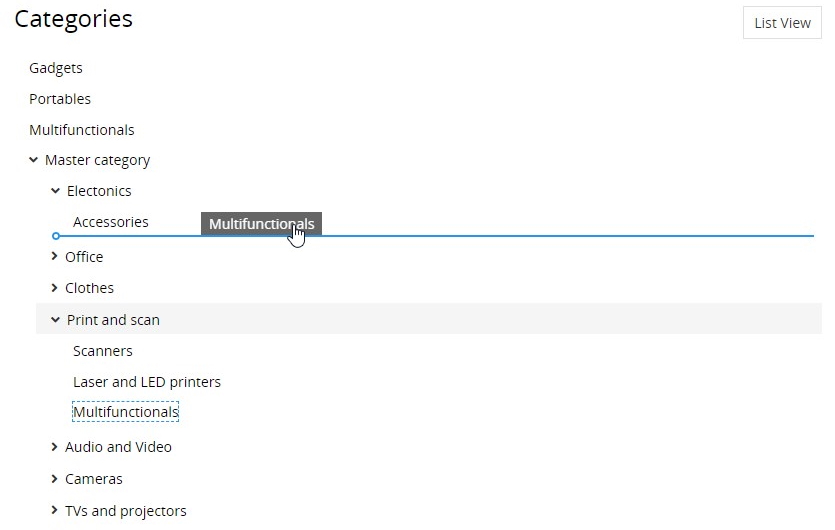 Categories
List View
Gadgets
Portables
Multifunctionals
Master category
Electonics
Accessories
Multifunctionals
Office
Clothes
Print and scan
Scanners
Laser and LED printers
Multifunctionals
Audio and Video
Cameras
TVs and projectors